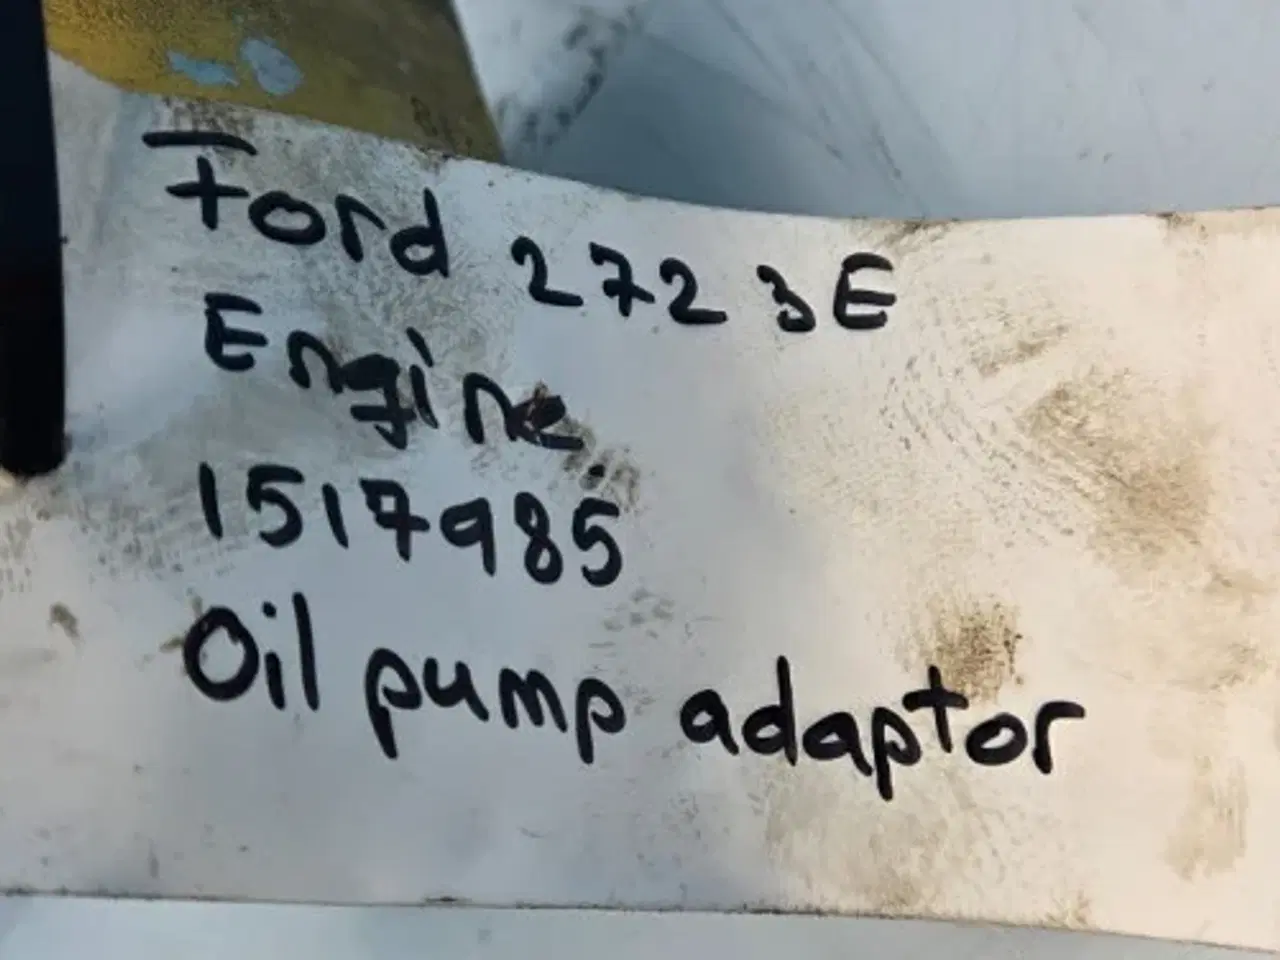 Ford 2723E
Engine
1517985
Oil pump adaptor